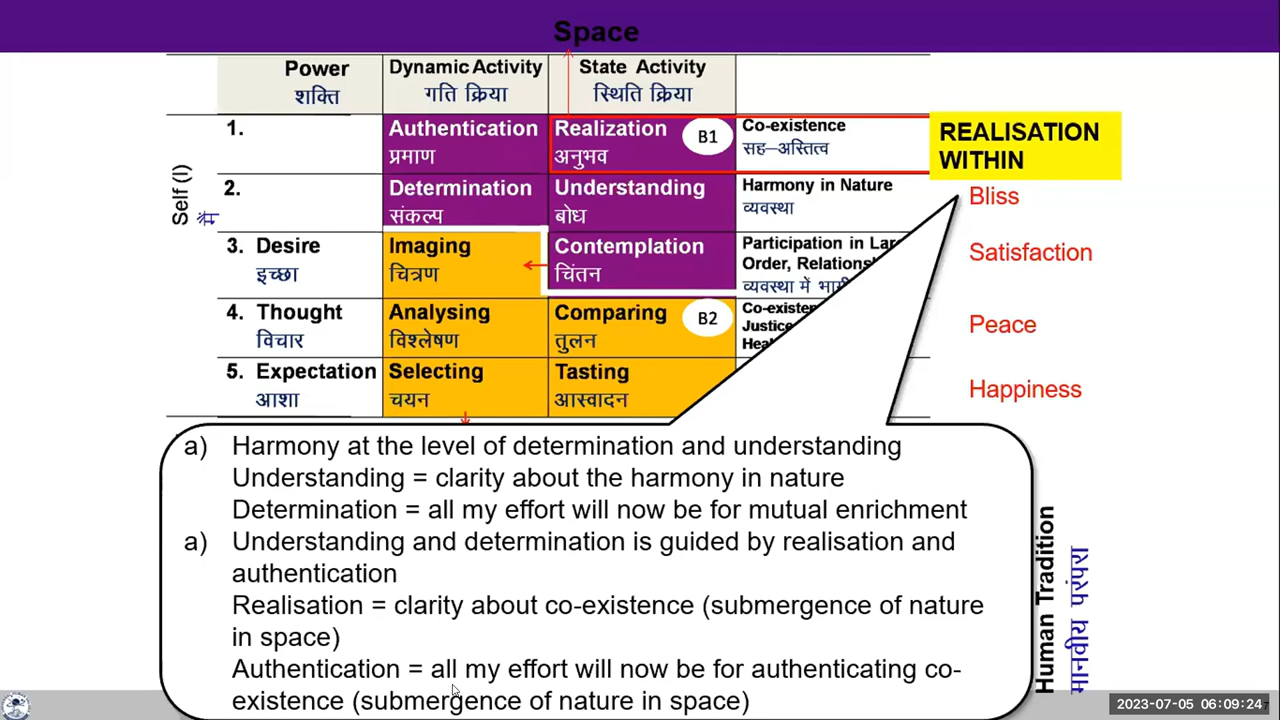 Space
Power Dynamic Activity State Activity
शक्ति गति क्रिया स्थिति क्रिया
1. Authentication Realization B1 Co-existence
प्रमाण अनुभव सह–अस्तित्व
2. Determination Understanding Harmony in Nature
संकल्प बोध व्यवस्था
3. Desire Imaging Contemplation Participation in
इच्छा चित्रण चिंतन Order,
व्यवस्था में
4. Thought Analysing Comparing B2
विचार विश्लेषण तुलन Justice
5. Expectation Selecting Tasting
आशा चयन आस्वादन
Self (I)
मैं
REALISATION
WITHIN
Bliss
Satisfaction
Peace
Happiness
a) Harmony at the level of determination and understanding
Understanding = clarity about the harmony in nature
Determination = all my effort will now be for mutual enrichment
a) Understanding and determination is guided by realisation and
authentication
Realisation = clarity about co-existence (submergence of nature
in space)
Authentication = all my effort will now be for authenticating co-
existence (submergence of nature in space)
Human Tradition
मानवीय परंपरा
2023-07-05 06:09:24